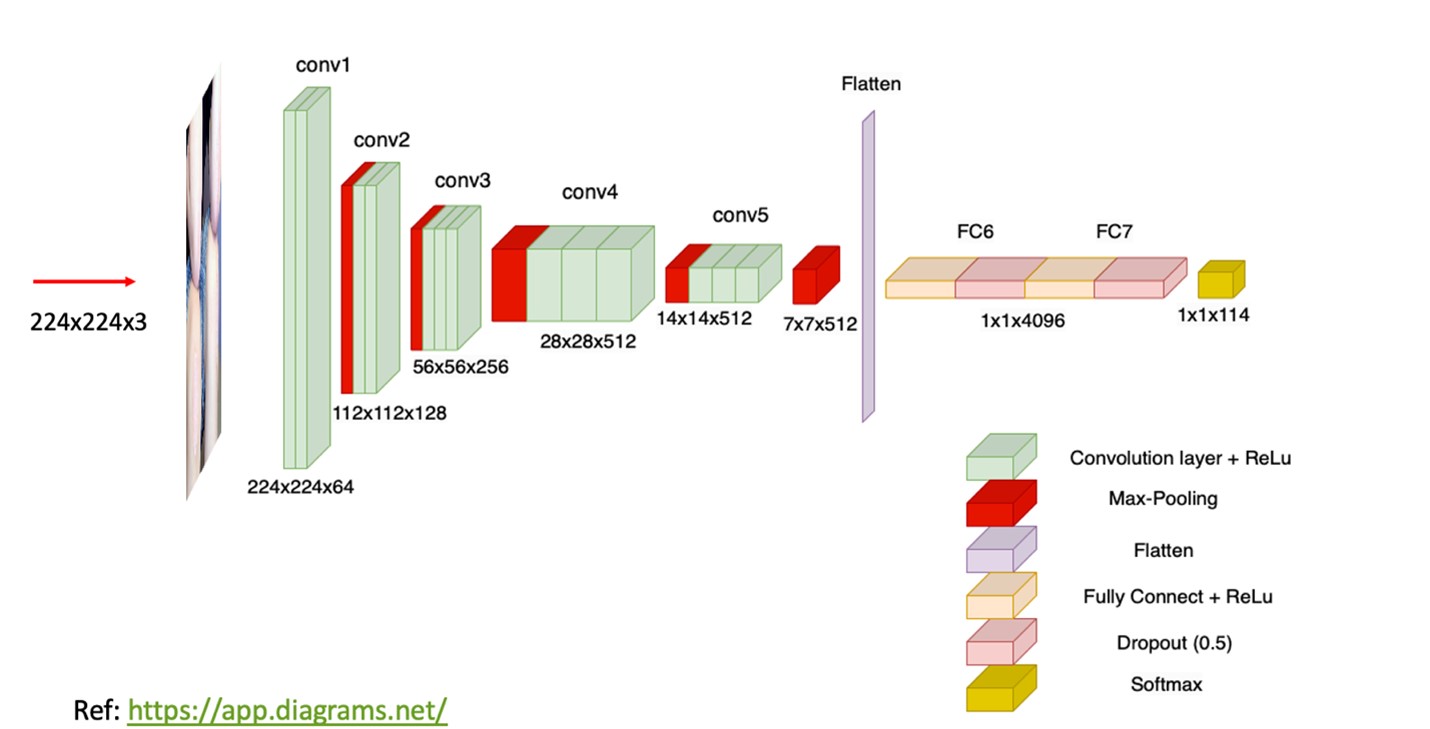 conv1
conv2
conv3
conv4
conv5
Flatten
FC6
FC7
224x224x3
224x224x64
112x112x128
56x56x256
28x28x512
14x14x512
7x7x512
1x1x4096
1x1x114
Convolution layer + ReLu
Max-Pooling
Flatten
Fully Connect + ReLu
Dropout (0.5)
Softmax
Ref: https://app.diagrams.net/